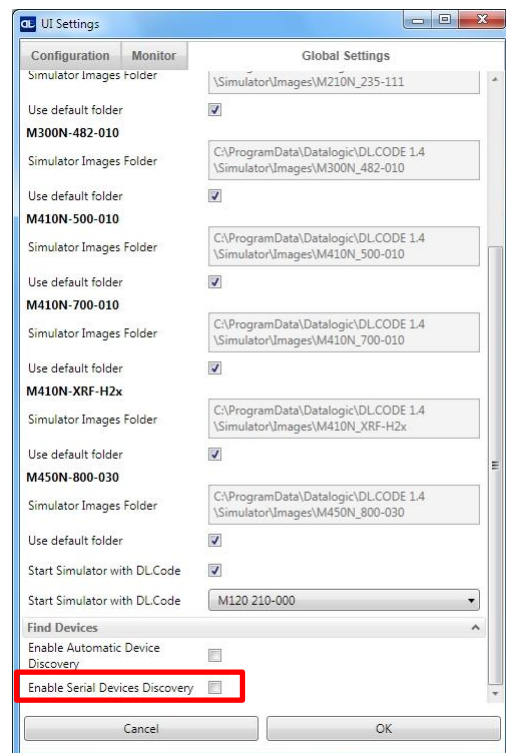 UI Settings
Configuration Monitor Global Settings
Simulator Images Folder
\Simulator\Images\M210N_235-111
Use default folder
M300N-482-010
Simulator Images Folder
C:\ProgramData\Datalogic\DL.CODE 1.4
\Simulator\Images\M300N_482-010
Use default folder
M410N-500-010
Simulator Images Folder
C:\ProgramData\Datalogic\DL.CODE 1.4
\Simulator\Images\M410N_500-010
Use default folder
M410N-700-010
Simulator Images Folder
C:\ProgramData\Datalogic\DL.CODE 1.4
\Simulator\Images\M410N_700-010
Use default folder
M410N-XRF-H2x
Simulator Images Folder
C:\ProgramData\Datalogic\DL.CODE 1.4
\Simulator\Images\M410N_XRF-H2x
Use default folder
M450N-800-030
Simulator Images Folder
C:\ProgramData\Datalogic\DL.CODE 1.4
\Simulator\Images\M450N_800-030
Use default folder
Start Simulator with DL.Code
Start Simulator with DL.Code M120 210-000
Find Devices
Enable Automatic Device
Discovery
Enable Serial Devices Discovery
Cancel OK